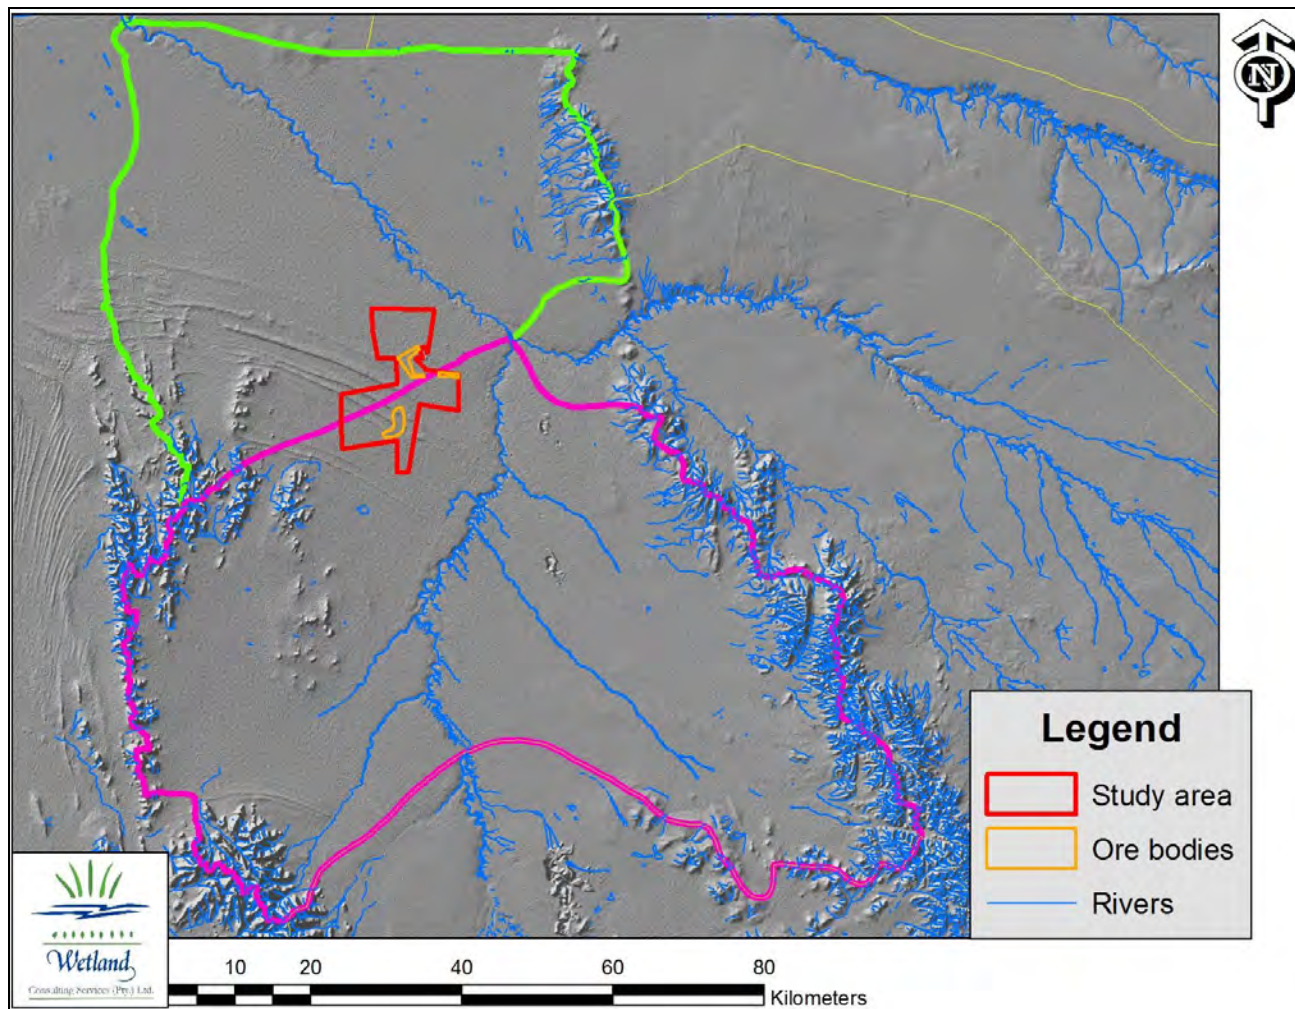 N
Legend
Study area
Ore bodies
Rivers
Wetland
Consulting Services (Pty.) Ltd.
10 20 40 60 80
Kilometers